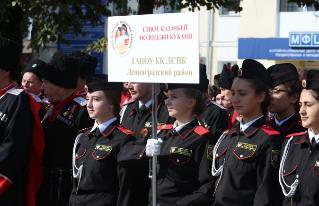 СОЮЗ КАЗАЧЬЕЙ
МОЛОДЕЖИ КУБАНИ
ГАПОУ КК ЛСПК
Ленинградский район
МФЦ